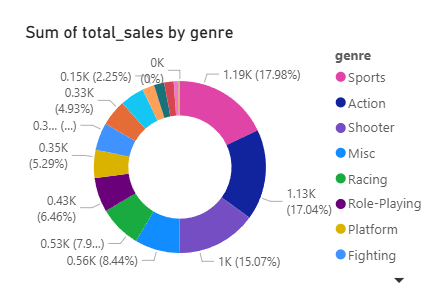 Sum of total_sales by genre
0K
(0%)
0.15K (2.25%)
0.33K
(4.93%)
0.3... (...)
0.35K
(5.29%)
0.43K
(6.46%)
0.53K (7.9...)
0.56K (8.44%)
1K (15.07%)
1.13K
(17.04%)
1.19K (17.98%)
genre
Sports
Action
Shooter
Misc
Racing
Role-Playing
Platform
Fighting